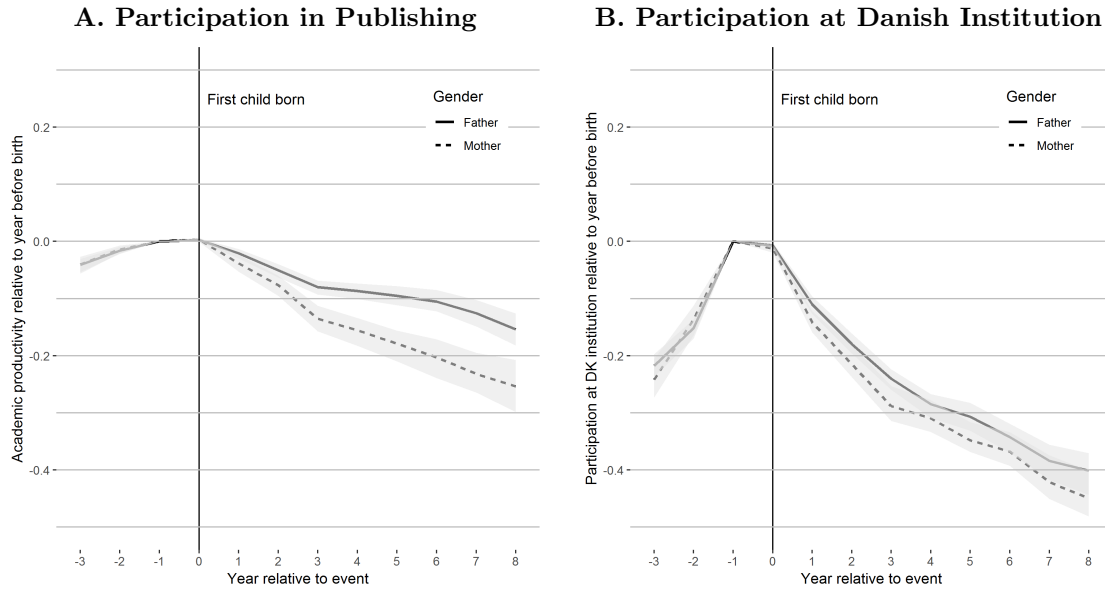 A. Participation in Publishing
Academic productivity relative to year before birth
0.2
0.0
-0.2
-0.4
First child born
Gender
Father
Mother
-3 -2 -1 0 1 2 3 4 5 6 7 8
Year relative to event
B. Participation at Danish Institution
Participation at DK institution relative to year before birth
0.2
0.0
-0.2
-0.4
First child born
Gender
Father
Mother
-3 -2 -1 0 1 2 3 4 5 6 7 8
Year relative to event